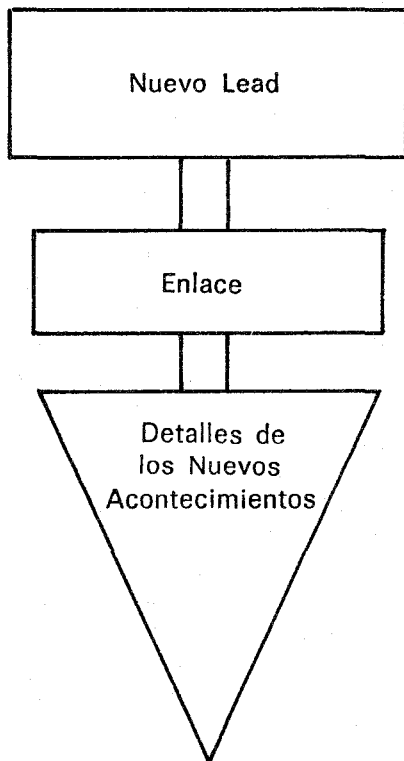 Nuevo Lead
Enlace
Detalles de
los Nuevos
Acontecimientos